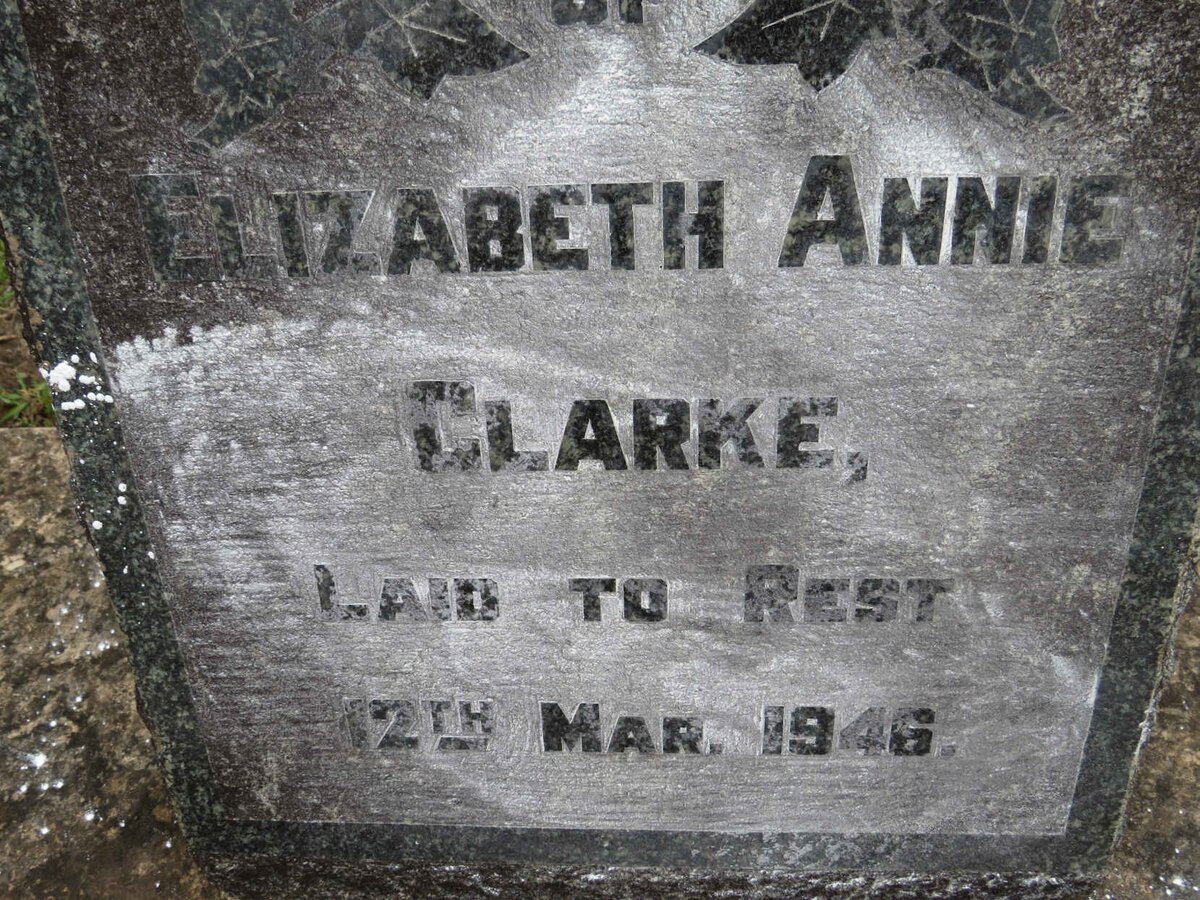 ELIZABETH ANNIE
CLARKE,
LAID TO REST
12TH MAR. 1946.